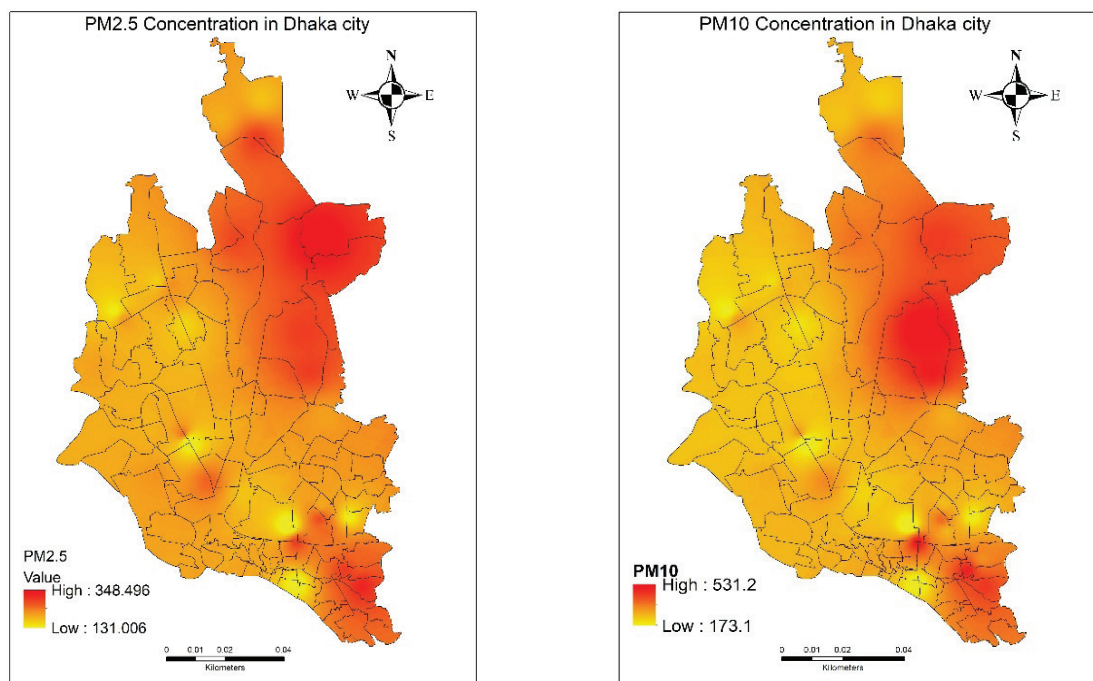 PM2.5 Concentration in Dhaka city
N
W E
S
PM2.5
Value
High : 348.496
Low : 131.006
0 0.01 0.02 0.04
Kilometers
PM10 Concentration in Dhaka city
N
W E
S
PM10
High : 531.2
Low : 173.1
0 0.01 0.02 0.04
Kilometers